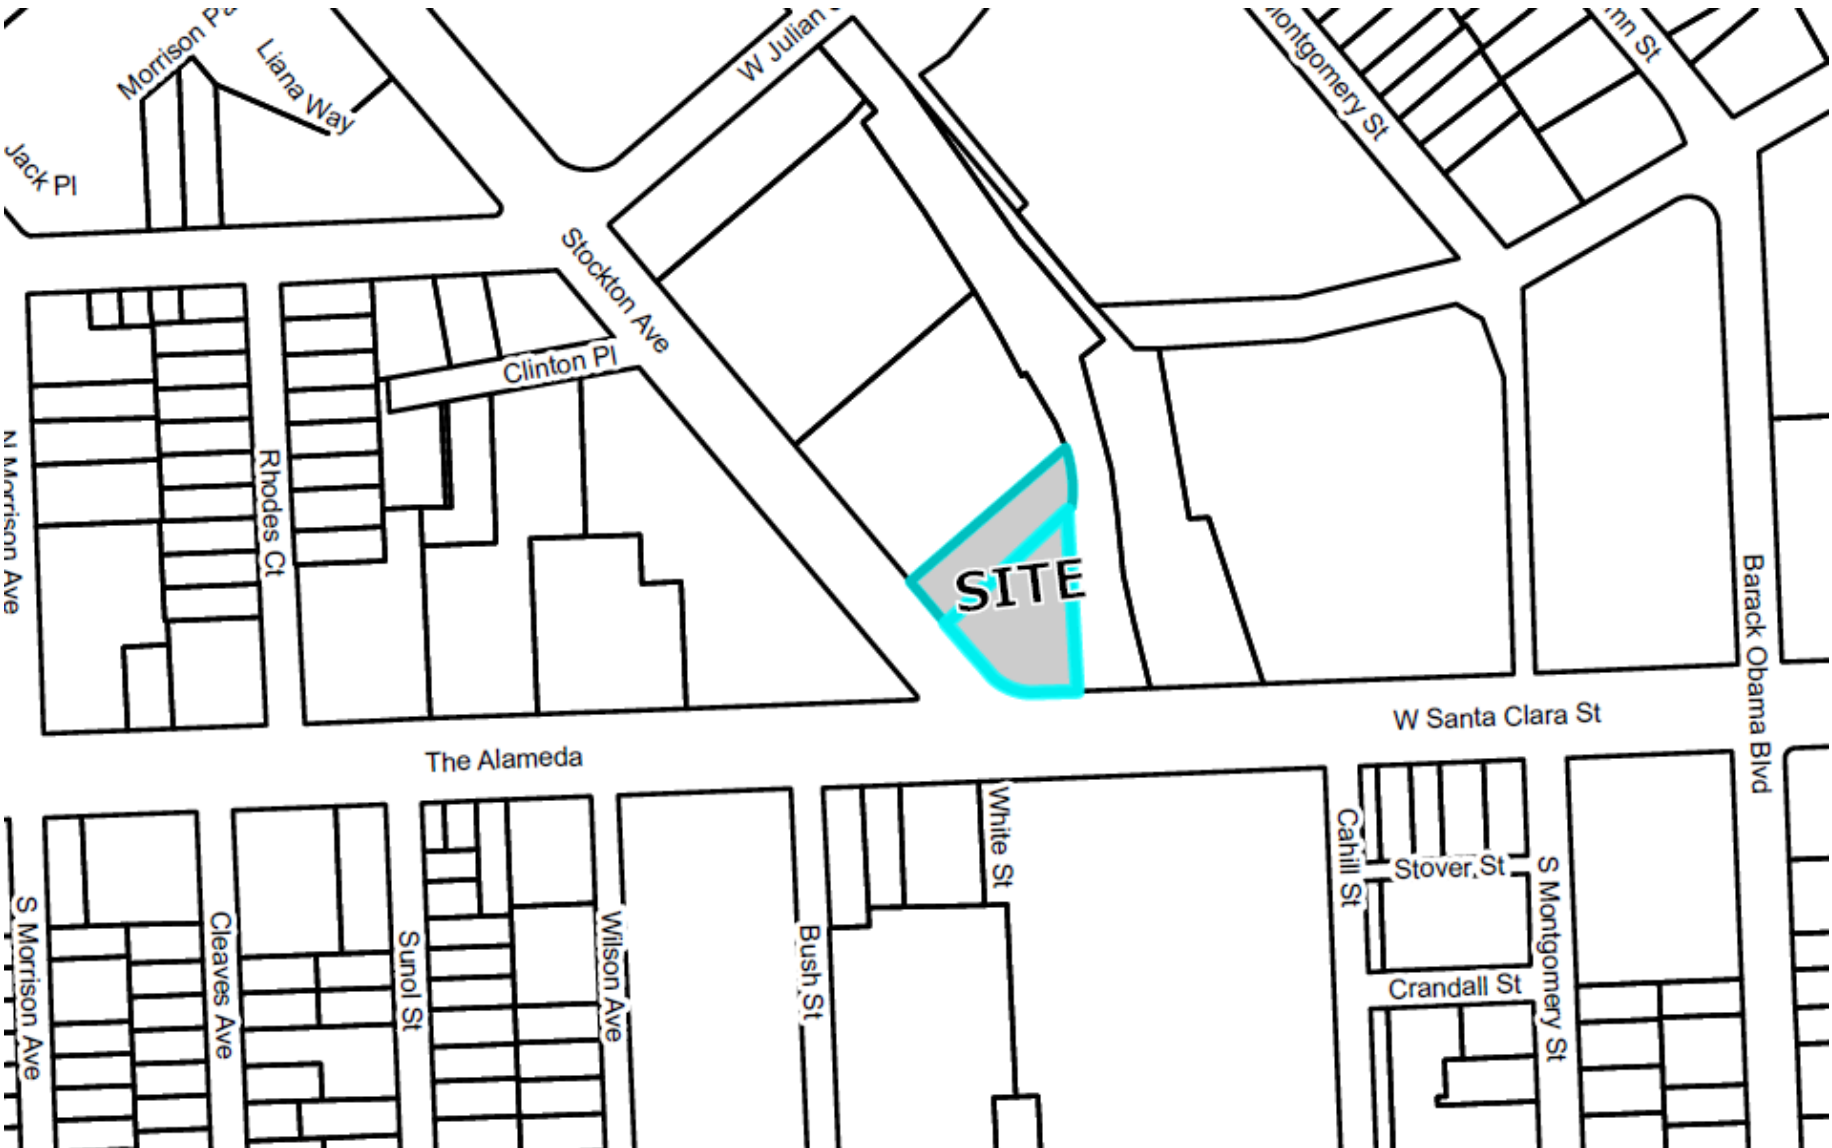 Morrison
Liana Way
W Julian
Montgomery St
St
Jack Pl
Stockton Ave
Clinton Pl
N Morrison Ave
Rhodes Ct
SITE
Barack Obama Blvd
W Santa Clara St
The Alameda
White St
Cahill St
Stover St
S Montgomery St
S Morrison Ave
Cleaves Ave
Sunol St
Wilson Ave
Bush St
Crandall St